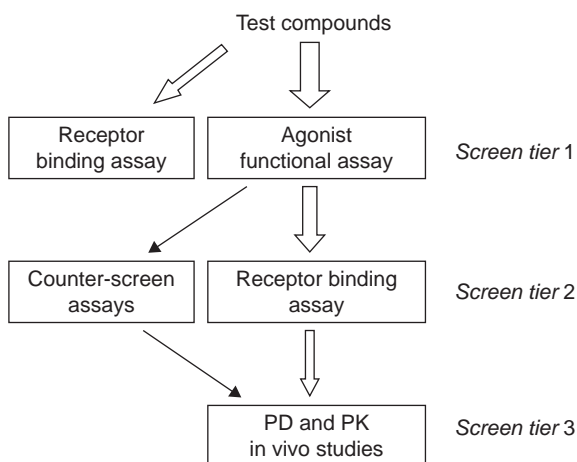 Test compounds
Receptor
binding assay
Agonist
functional assay
Screen tier 1
Counter-screen
assays
Receptor binding
assay
Screen tier 2
PD and PK
in vivo studies
Screen tier 3